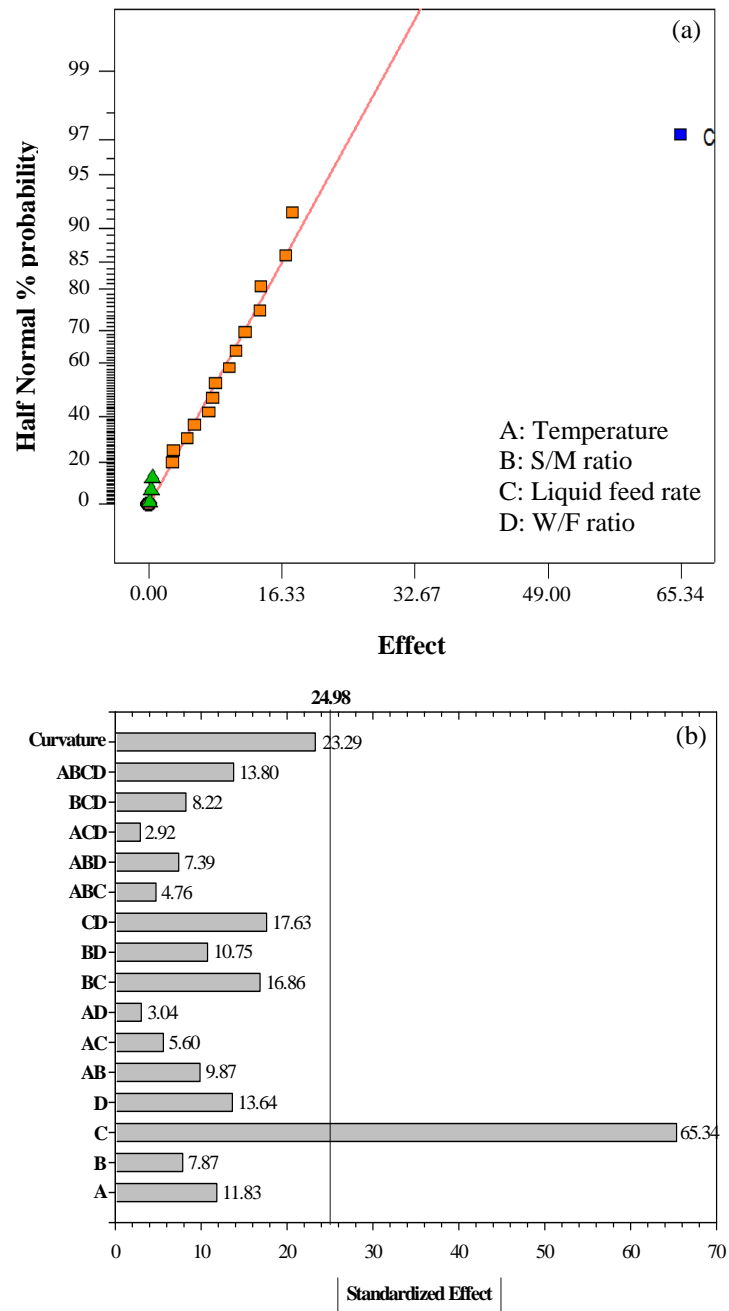 (a)
Half Normal % probability
99
97
95
90
85
80
70
60
40
20
0
C
A: Temperature
B: S/M ratio
C: Liquid feed rate
D: W/F ratio
0.00 16.33 32.67 49.00 65.34
Effect
24.98
(b)
Curvature 23.29
ABCD 13.80
BCD 8.22
ACD 2.92
ABD 7.39
ABC 4.76
CD 17.63
BD 10.75
BC 16.86
AD 3.04
AC 5.60
AB 9.87
D 13.64
C 65.34
B 7.87
A 11.83
0 10 20 30 40 50 60 70
Standardized Effect